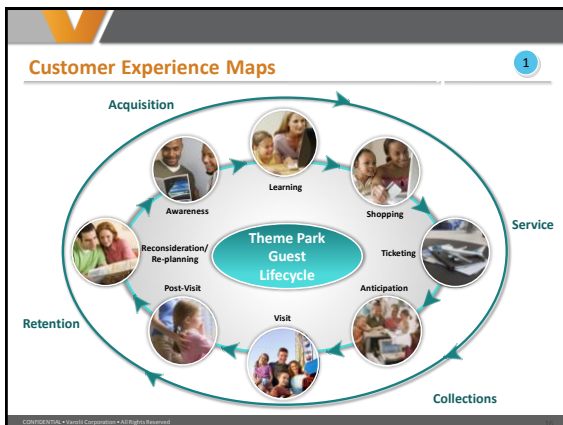 Customer Experience Maps
1
Acquisition
Learning
Awareness
Shopping
Service
Theme Park
Guest
Lifecycle
Reconsideration/
Re-planning
Ticketing
Post-Visit
Anticipation
Visit
Retention
Collections
CONFIDENTIAL • Varolii Corporation • All Rights Reserved